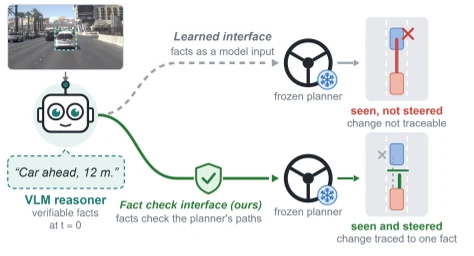 Learned interface
facts as a model input
frozen planner
seen, not steered
change not traceable
"Car ahead, 12 m."
VLM reasoner
verifiable facts
at t = 0
Fact check interface (ours)
facts check the planner's paths
frozen planner
seen and steered
change traced to one fact